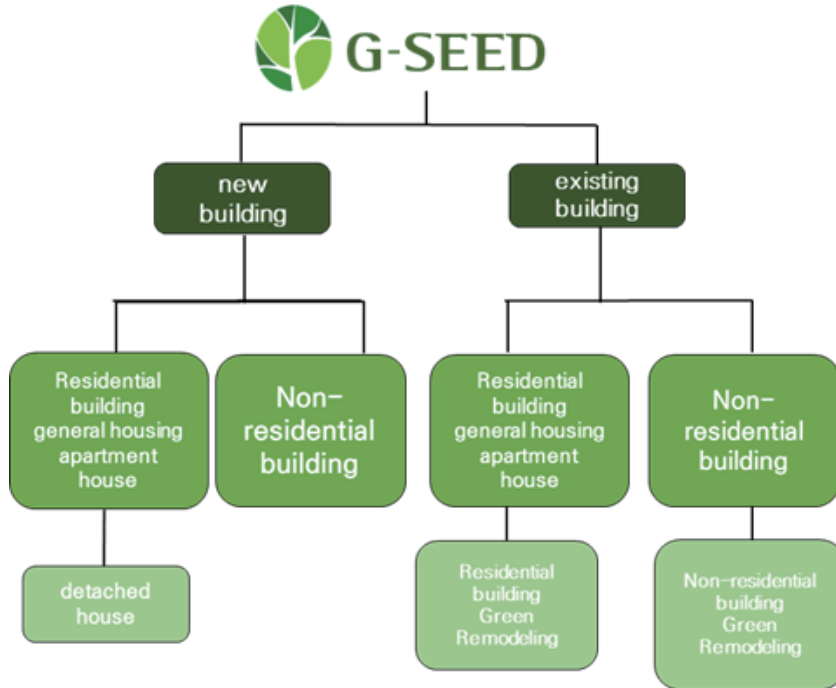 G-SEED
new
building
existing
building
Residential
building
general housing
apartment
house
Non-
residential
building
Residential
building
general housing
apartment
house
Non-
residential
building
detached
house
Residential
building
Green
Remodeling
Non-residential
building
Green
Remodeling